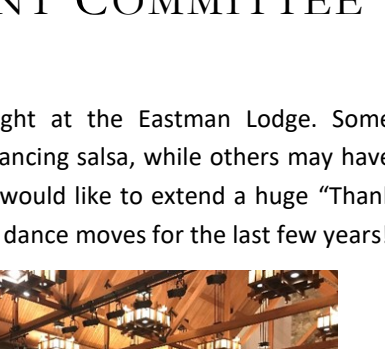 NT COMMITTEE
ght at the Eastman Lodge. Some
ancing salsa, while others may have
would like to extend a huge “Thank
dance moves for the last few years!